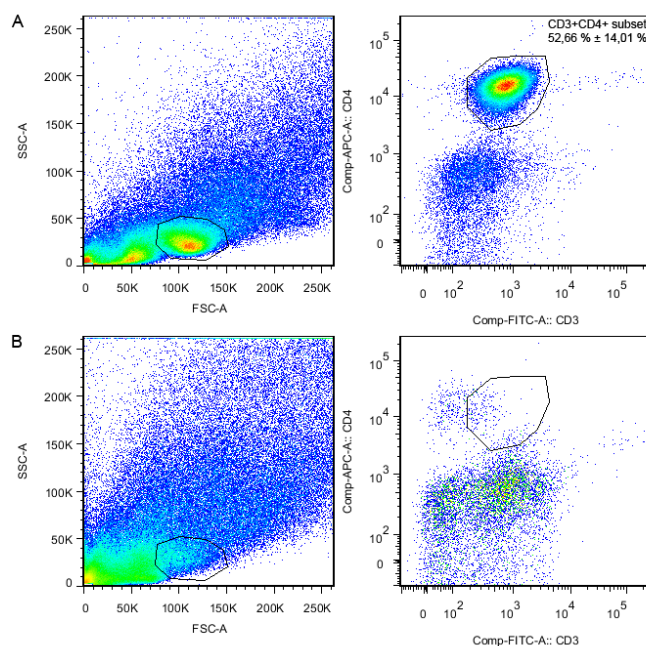 A
250K
200K
150K
100K
50K
0
SSC-A
0 50K 100K 150K 200K 250K
FSC-A
CD3+CD4+ subset
52,66 % ± 14,01 %
10^5
10^4
10^3
10^2
0
Comp-APC-A:: CD4
0 10^2 10^3 10^4 10^5
Comp-FITC-A:: CD3
B
250K
200K
150K
100K
50K
0
SSC-A
0 50K 100K 150K 200K 250K
FSC-A
10^5
10^4
10^3
10^2
0
Comp-APC-A:: CD4
0 10^2 10^3 10^4 10^5
Comp-FITC-A:: CD3